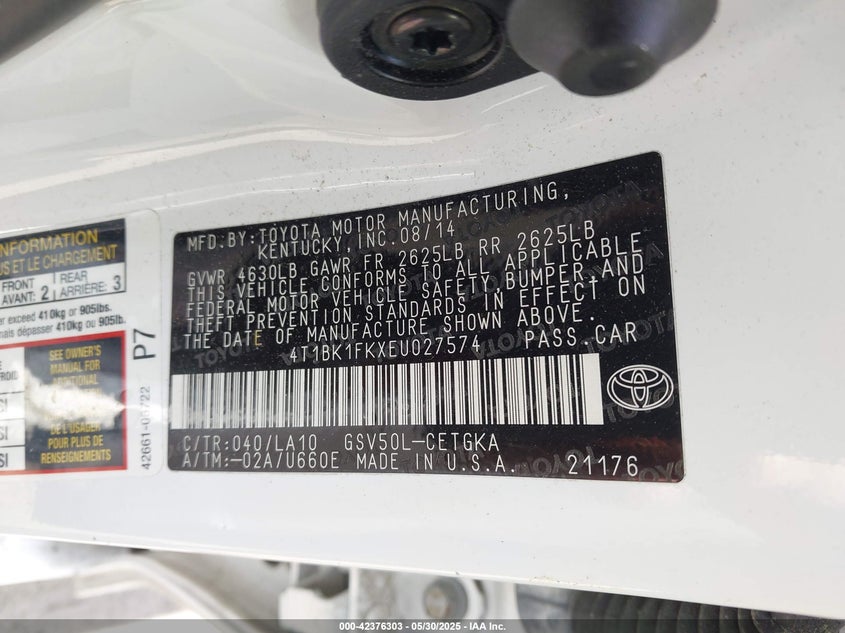 INFORMATION
US ET LE CHARGEMENT
FRONT
AVANT: 2
REAR
ARRIÈRE: 3
er exceed 410kg or 905lbs.
mais dépasser 410kg or 905lb.
P7
SEE OWNER'S
MANUAL FOR
L'USAGER
42661-06722
MFD.BY:TOYOTA MOTOR MANUFACTURING,
KENTUCKY,INC.08/14
GVWR 4630LB GAWR FR 2625LB RR 2625LB
THIS VEHICLE CONFORMS TO ALL APPLICABLE
FEDERAL MOTOR VEHICLE SAFETY BUMPER,AND
THEFT PREVENTION STANDARDS IN EFFECT ON
THE DATE OF MANUFACTURE SHOWN ABOVE.
4T1BK1FKXEU027574 PASS.CAR
C/TR:040/LA10 GSV50L-CETGKA
A/TM:-02A/U660E MADE IN U.S.A. 21176
000-42376303 - 05/30/2025 - IAA Inc.